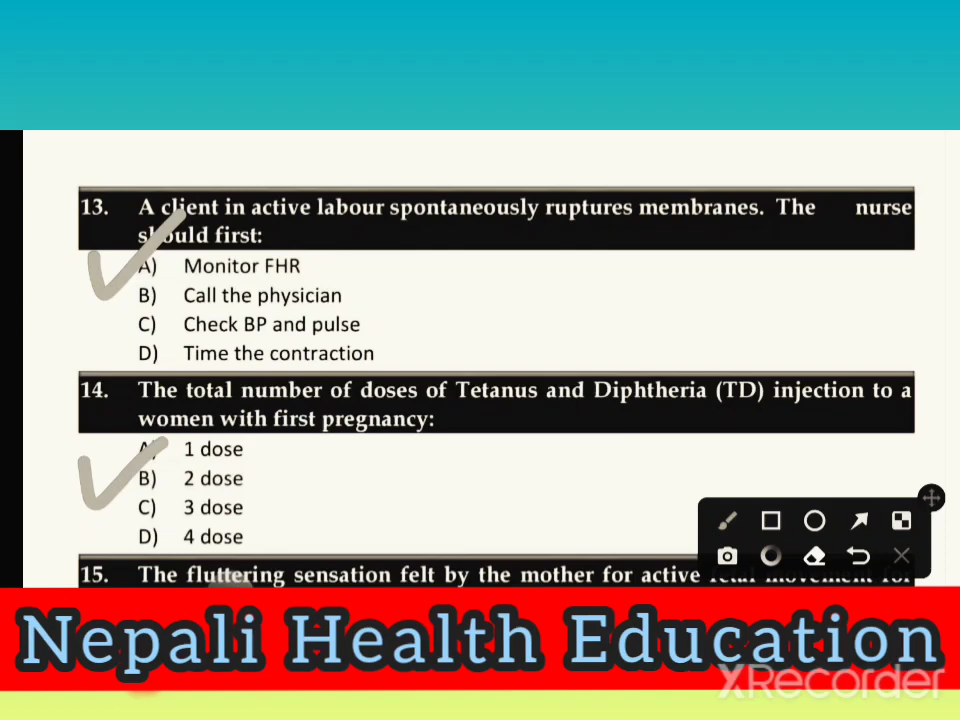 13. A client in active labour spontaneously ruptures membranes. The nurse
should first:
A) Monitor FHR
B) Call the physician
C) Check BP and pulse
D) Time the contraction
14. The total number of doses of Tetanus and Diphtheria (TD) injection to a
women with first pregnancy:
A) 1 dose
B) 2 dose
C) 3 dose
D) 4 dose
15. The fluttering sensation felt by the mother for active fetal movement for
Nepali Health Education
XRecorder